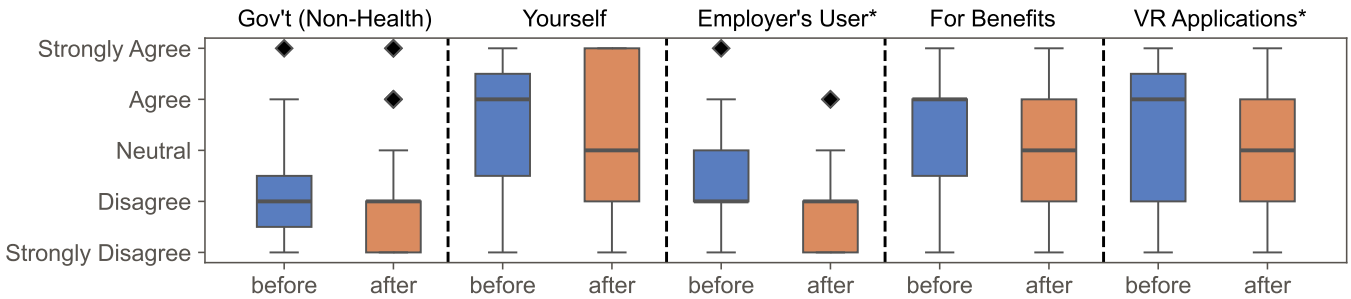 Gov't (Non-Health) Yourself Employer's User* For Benefits VR Applications*
Strongly Agree
Agree
Neutral
Disagree
Strongly Disagree
before after before after before after before after before after